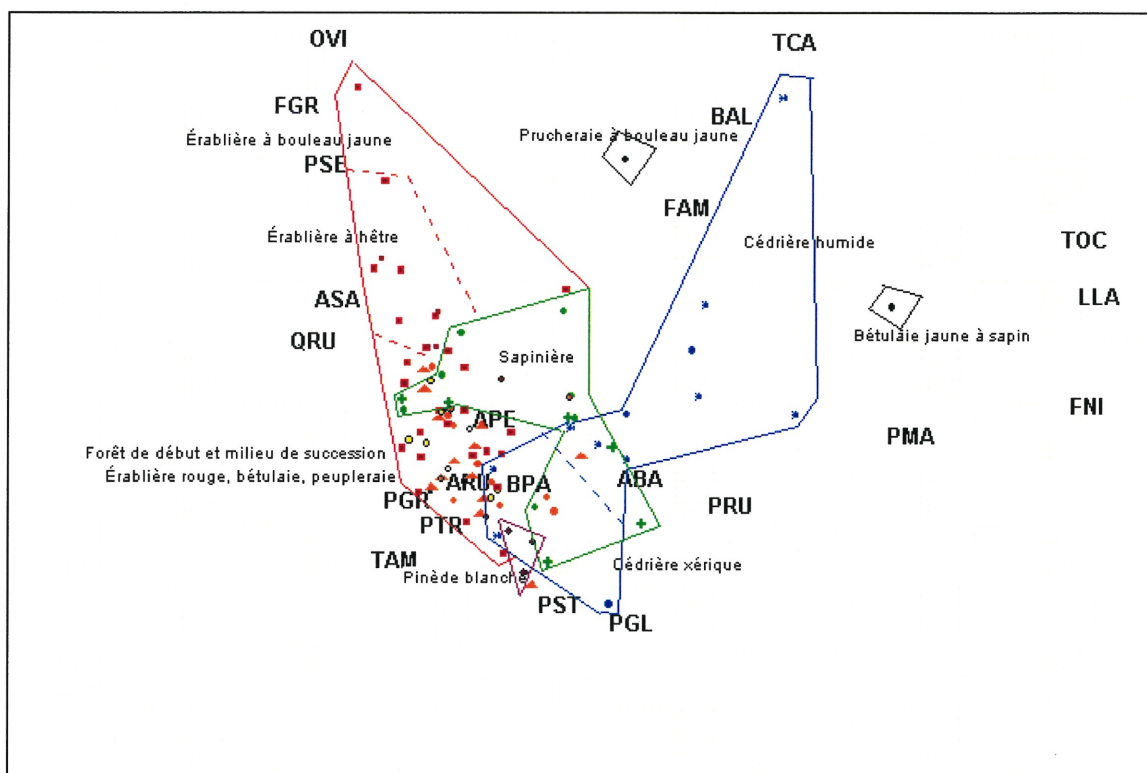 OVI
TCA
FGR
BAL
Érablière à bouleau jaune
Prucheraie à bouleau jaune
PSE
FAM
Érablière à hêtre
Cédrière humide
TOC
ASA
LLA
QRU
Bétulaie jaune à sapin
Sapinière
FNI
APE
PMA
Forêt de début et milieu de succession
Érablière rouge, bétulaie, peupleraie
ARU
BPA
ABA
PGR
PRU
PTR
TAM
Cédrière xérique
Pinède blanche
PST
PGL